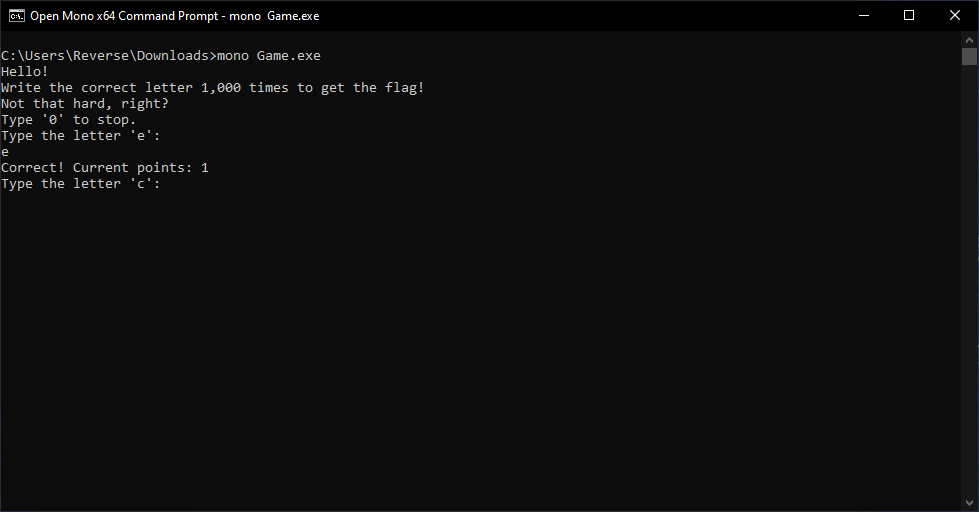 Open Mono x64 Command Prompt - mono  Game.exe
C:\Users\Reverse\Downloads>mono Game.exe
Hello!
Write the correct letter 1,000 times to get the flag!
Not that hard, right?
Type '0' to stop.
Type the letter 'e':
e
Correct! Current points: 1
Type the letter 'c':